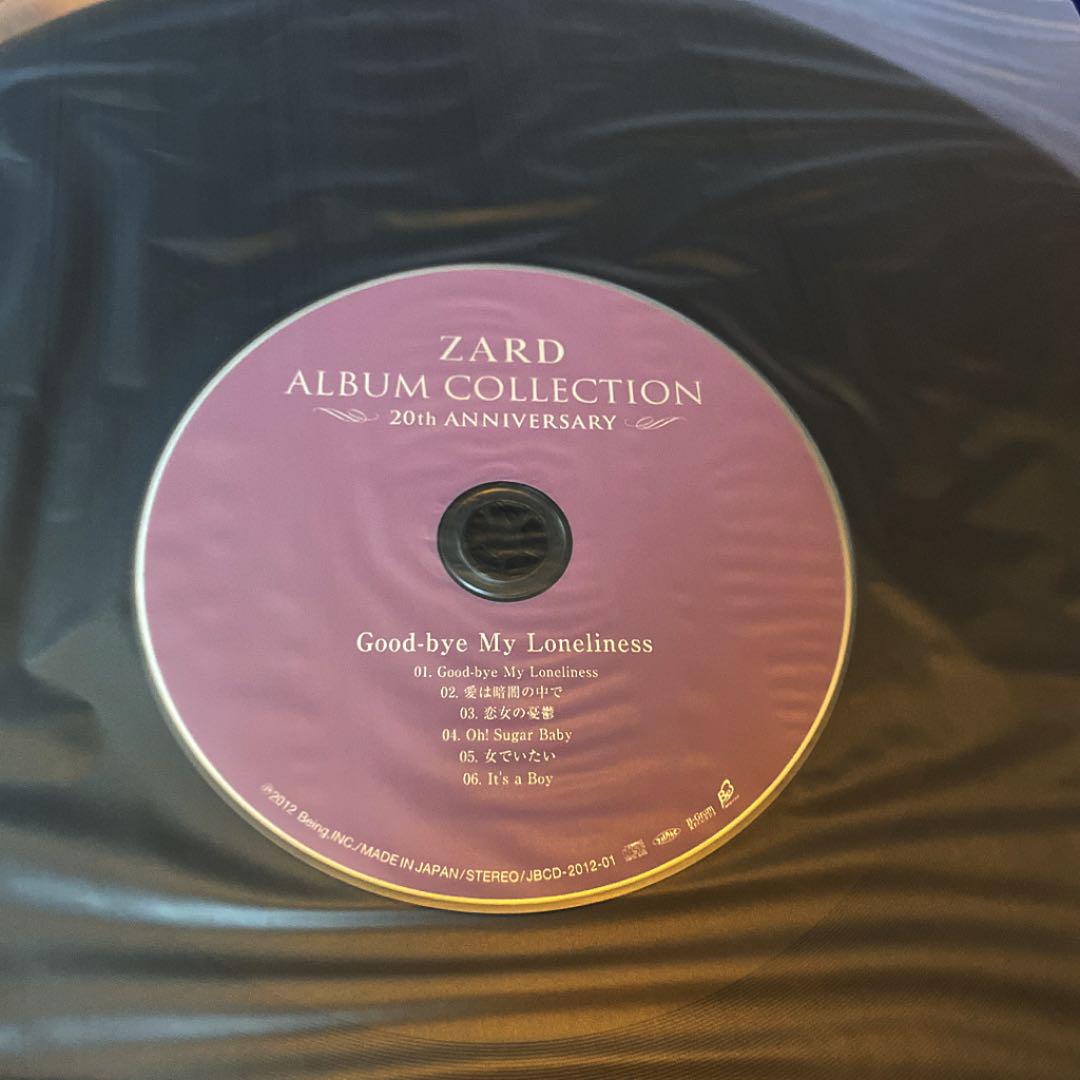 ZARD
ALBUM COLLECTION
20th ANNIVERSARY
Good-bye My Loneliness
01. Good-bye My Loneliness
02. 愛は暗闇の中で
03. 恋女の憂鬱
04. Oh! Sugar Baby
05. 女でいたい
06. It's a Boy
℗2012 Being,INC./MADE IN JAPAN/STEREO/JBCD-2012-01